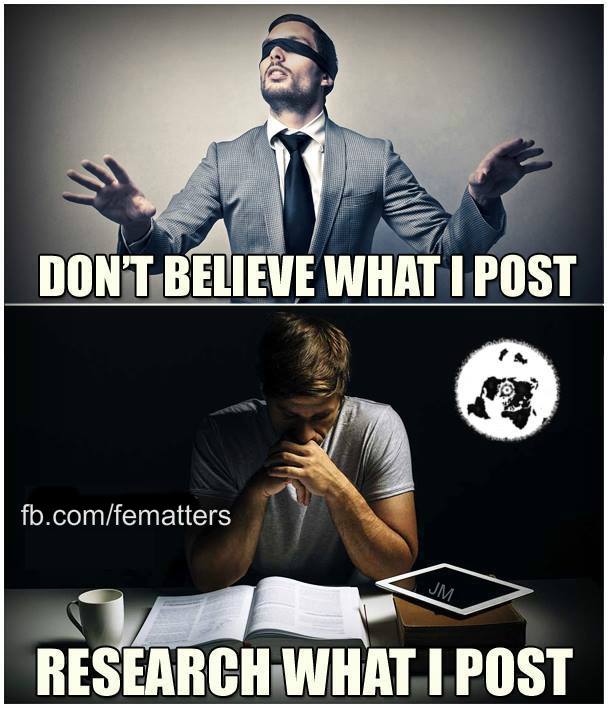 DON'T BELIEVE WHAT I POST
fb.com/fematters
JM
RESEARCH WHAT I POST